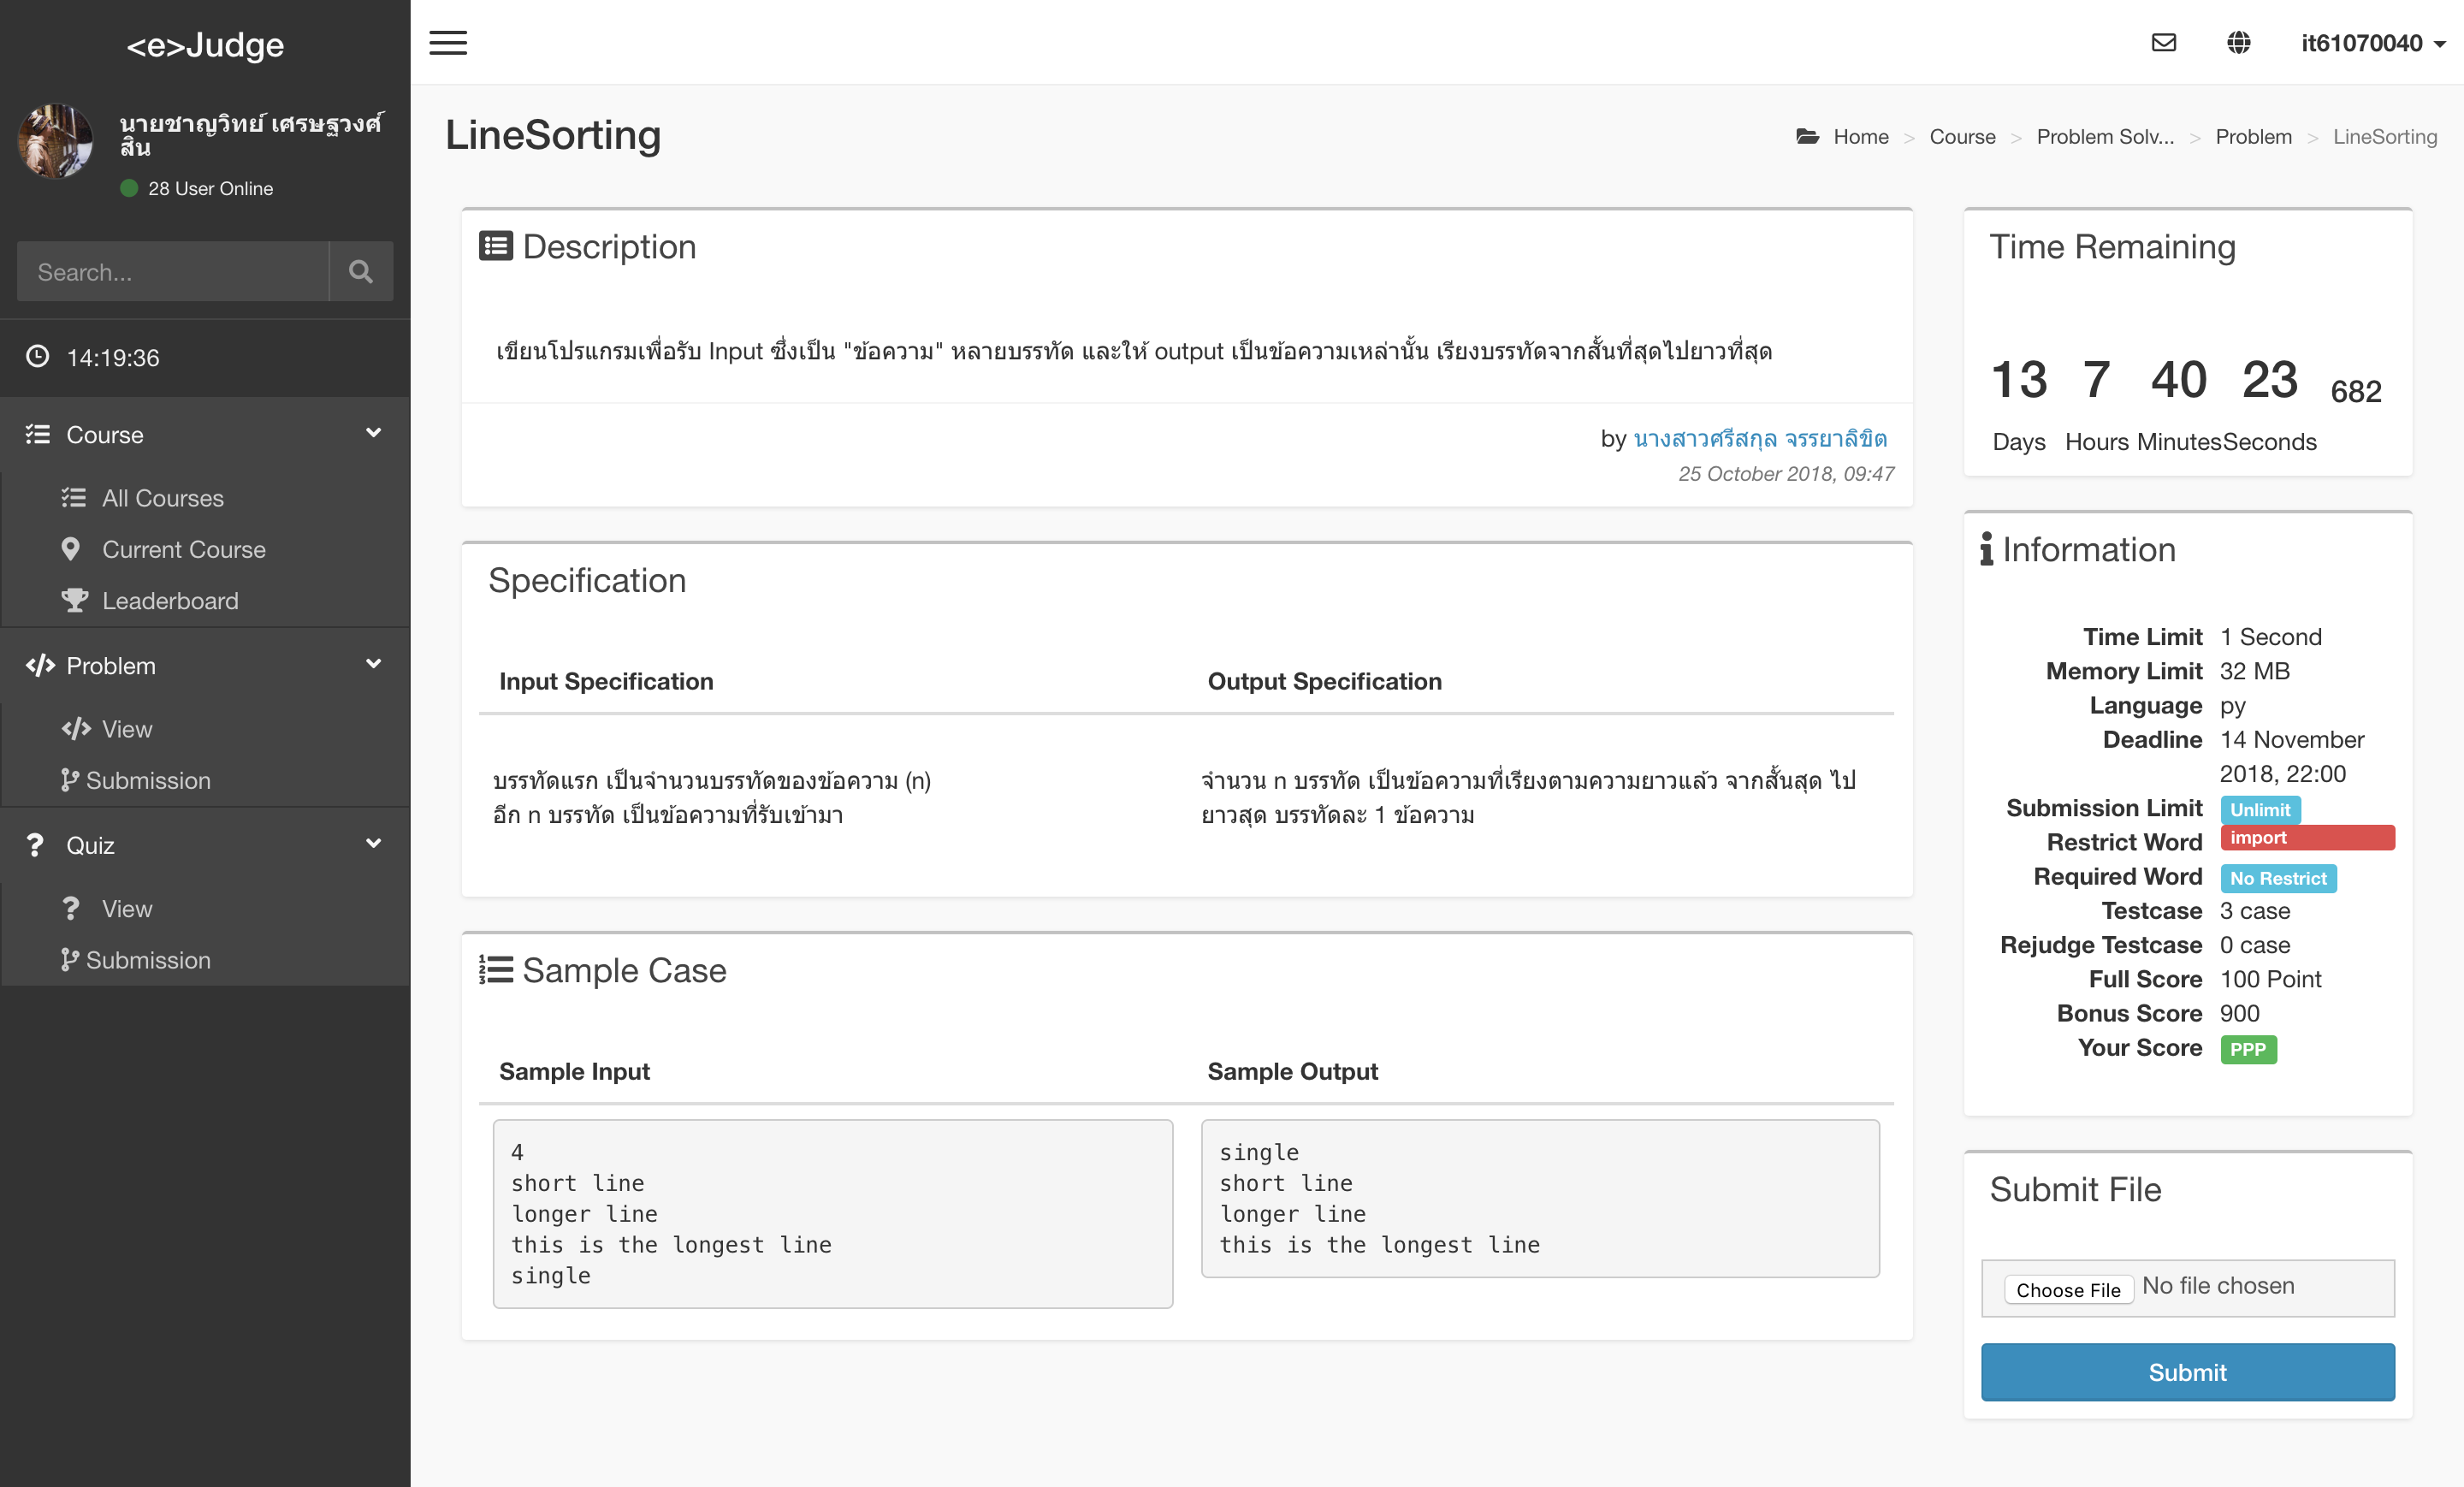 <e>Judge
นายชาญวิทย์ เศรษฐวงศ์
สิน
28 User Online
Search...
14:19:36
Course
All Courses
Current Course
Leaderboard
Problem
View
Submission
Quiz
View
Submission
it61070040
LineSorting
Home > Course > Problem Solv... > Problem > LineSorting
Description
เขียนโปรแกรมเพื่อรับ Input ซึ่งเป็น "ข้อความ" หลายบรรทัด และให้ output เป็นข้อความเหล่านั้น เรียงบรรทัดจากสั้นที่สุดไปยาวที่สุด
by นางสาวศรีสกุล จรรยาลิขิต
25 October 2018, 09:47
Specification
Input Specification
Output Specification
บรรทัดแรก เป็นจำนวนบรรทัดของข้อความ (n)
อีก n บรรทัด เป็นข้อความที่รับเข้ามา
จำนวน n บรรทัด เป็นข้อความที่เรียงตามความยาวแล้ว จากสั้นสุด ไป
ยาวสุด บรรทัดละ 1 ข้อความ
Sample Case
Sample Input
Sample Output
4
short line
longer line
this is the longest line
single
single
short line
longer line
this is the longest line
Time Remaining
13 7 40 23 682
Days Hours Minutes Seconds
Information
Time Limit 1 Second
Memory Limit 32 MB
Language py
Deadline 14 November
2018, 22:00
Submission Limit Unlimit
Restrict Word import
Required Word No Restrict
Testcase 3 case
Rejudge Testcase 0 case
Full Score 100 Point
Bonus Score 900
Your Score PPP
Submit File
Choose File No file chosen
Submit